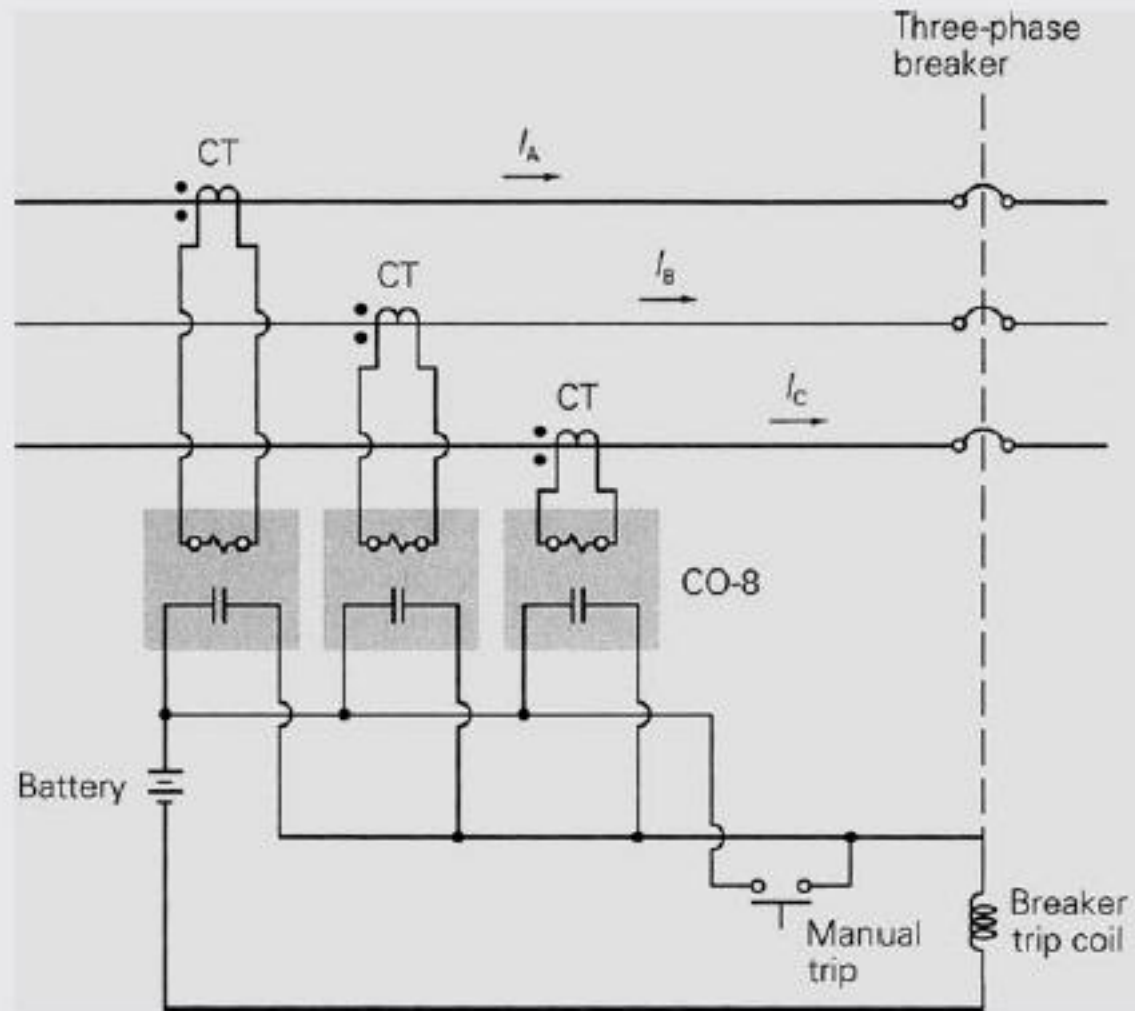 Three-phase
breaker
CT
I_A
CT
I_B
CT
I_C
CO-8
Battery
Manual
trip
Breaker
trip coil